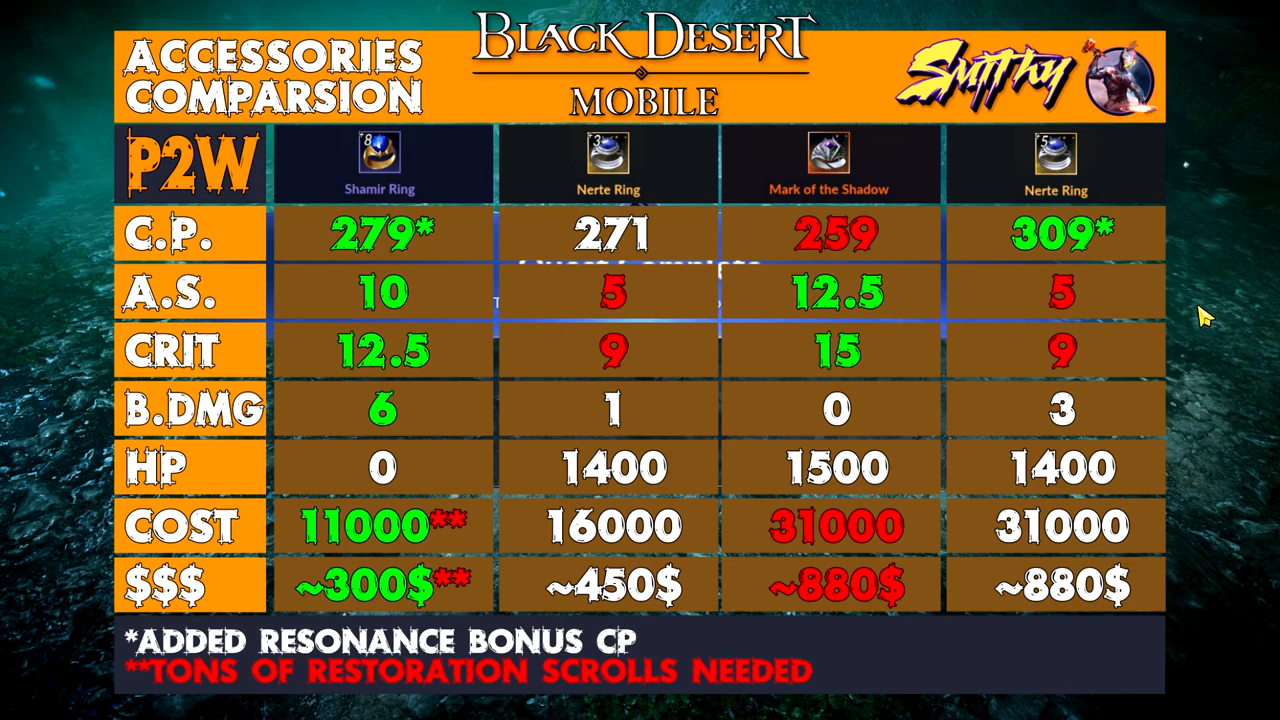 ACCESSORIES
COMPARSION
BLACK DESERT
MOBILE
Smithy
P2W
+8
Shamir Ring
+3
Nerte Ring
Mark of the Shadow
+5
Nerte Ring
C.P. 279* 271 259 309*
A.S. 10 5 12.5 5
CRIT 12.5 9 15 9
B.DMG 6 1 0 3
HP 0 1400 1500 1400
COST 11000** 16000 31000 31000
$$$ ~300$** ~450$ ~880$ ~880$
*ADDED RESONANCE BONUS CP
**TONS OF RESTORATION SCROLLS NEEDED